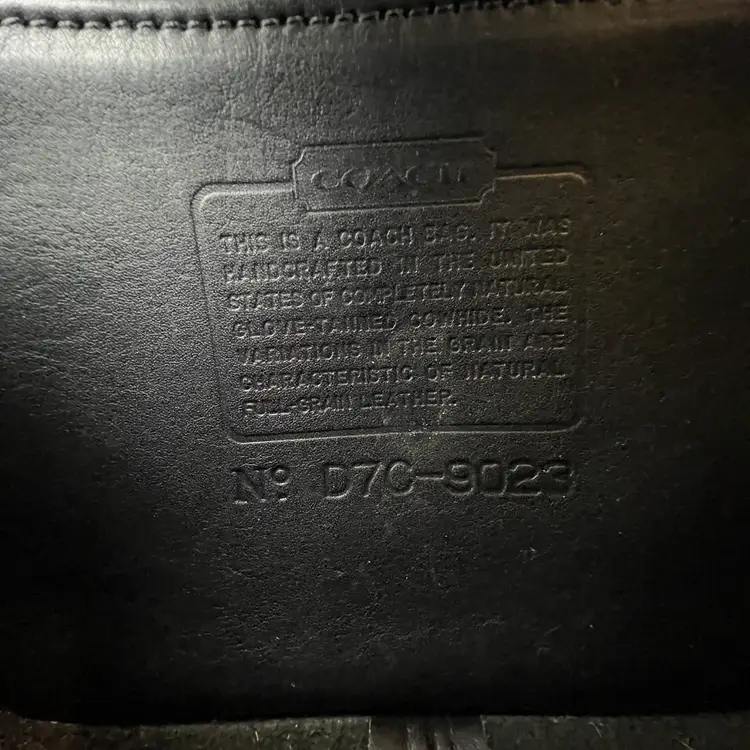 COACH
THIS IS A COACH BAG. IT WAS
HANDCRAFTED IN THE UNITED
STATES OF COMPLETELY NATURAL
GLOVE-TANNED COWHIDE. THE
VARIATIONS IN THE GRAIN ARE
CHARACTERISTIC OF NATURAL
FULL-GRAIN LEATHER.
Nº D7C-9023